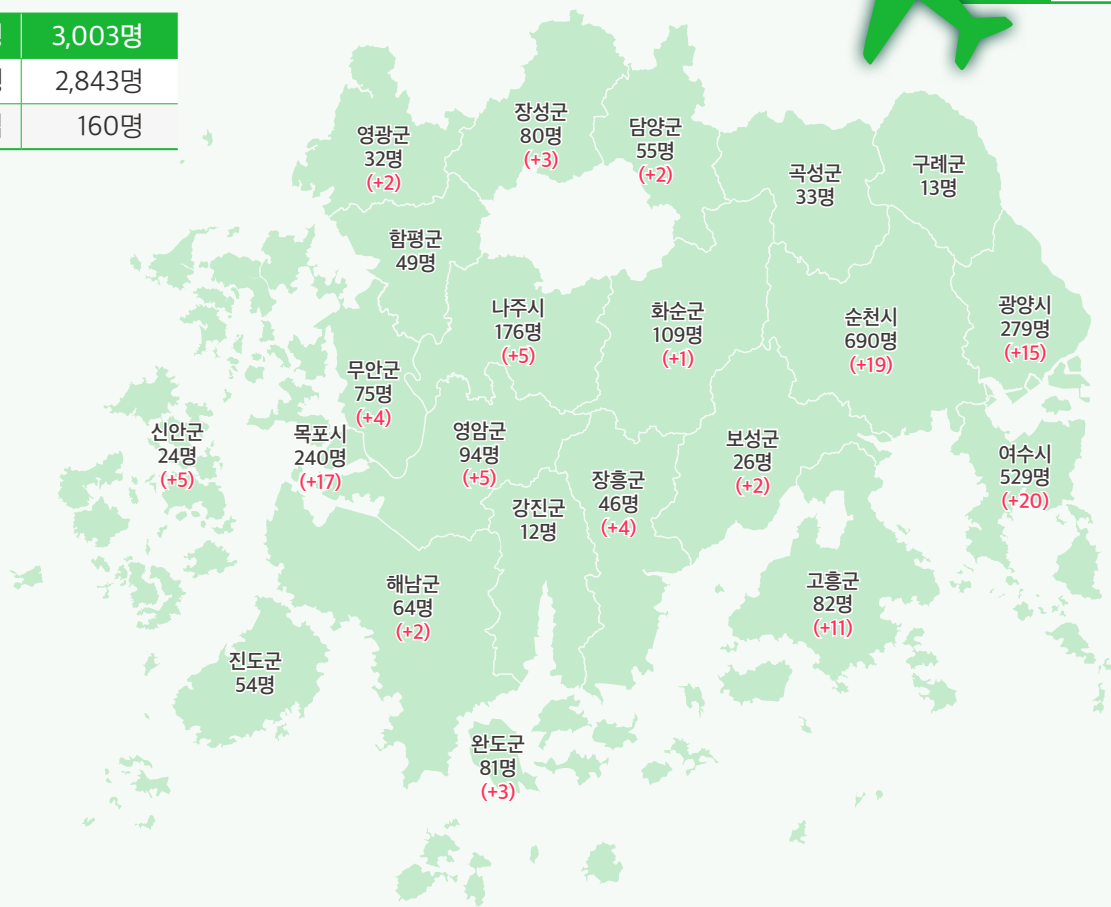 명 3,003명
명 2,843명
160명
장성군
80명
(+3)
담양군
55명
(+2)
영광군
32명
(+2)
곡성군
33명
구례군
13명
함평군
49명
나주시
176명
(+5)
화순군
109명
(+1)
순천시
690명
(+19)
광양시
279명
(+15)
무안군
75명
(+4)
신안군
24명
(+5)
목포시
240명
(+17)
영암군
94명
(+5)
장흥군
46명
(+4)
보성군
26명
(+2)
여수시
529명
(+20)
강진군
12명
해남군
64명
(+2)
고흥군
82명
(+11)
진도군
54명
완도군
81명
(+3)